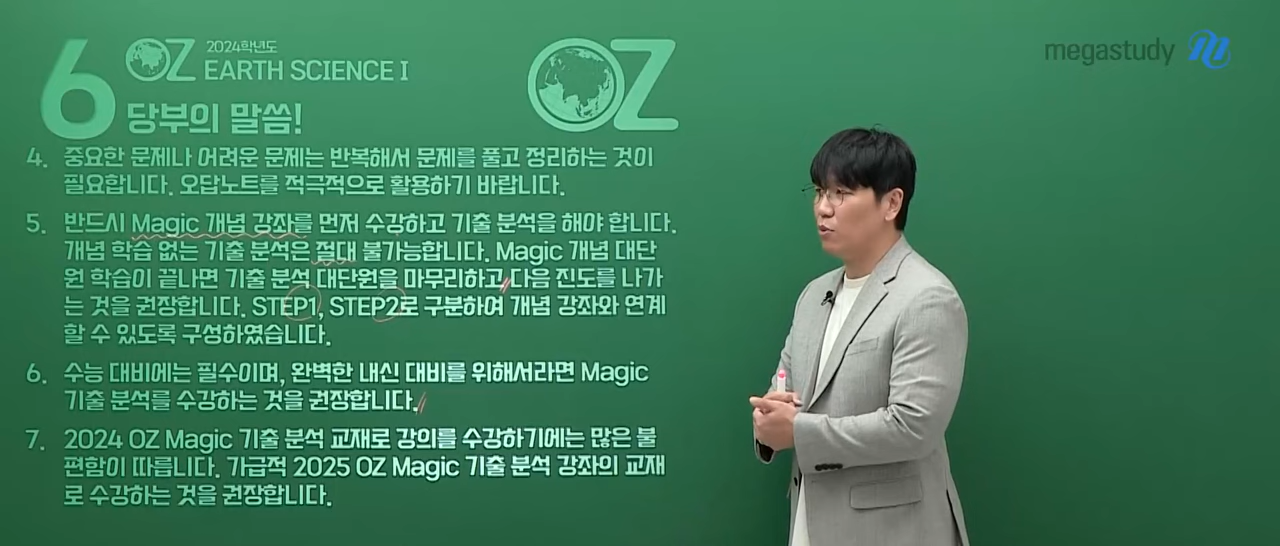 6
OZ
2024학년도
EARTH SCIENCE I
당부의 말씀!
OZ
megastudy
4. 중요한 문제나 어려운 문제는 반복해서 문제를 풀고 정리하는 것이
필요합니다. 오답노트를 적극적으로 활용하기 바랍니다.
5. 반드시 Magic 개념 강좌를 먼저 수강하고 기출 분석을 해야 합니다.
개념 학습 없는 기출 분석은 절대 불가능합니다. Magic 개념 대단
원 학습이 끝나면 기출 분석 대단원을 마무리하고 다음 진도를 나가
는 것을 권장합니다. STEP1, STEP2로 구분하여 개념 강좌와 연계
할 수 있도록 구성하였습니다.
6. 수능 대비에는 필수이며, 완벽한 내신 대비를 위해서라면 Magic
기출 분석를 수강하는 것을 권장합니다.
7. 2024 OZ Magic 기출 분석 교재로 강의를 수강하기에는 많은 불
편함이 따릅니다. 가급적 2025 OZ Magic 기출 분석 강좌의 교재
로 수강하는 것을 권장합니다.